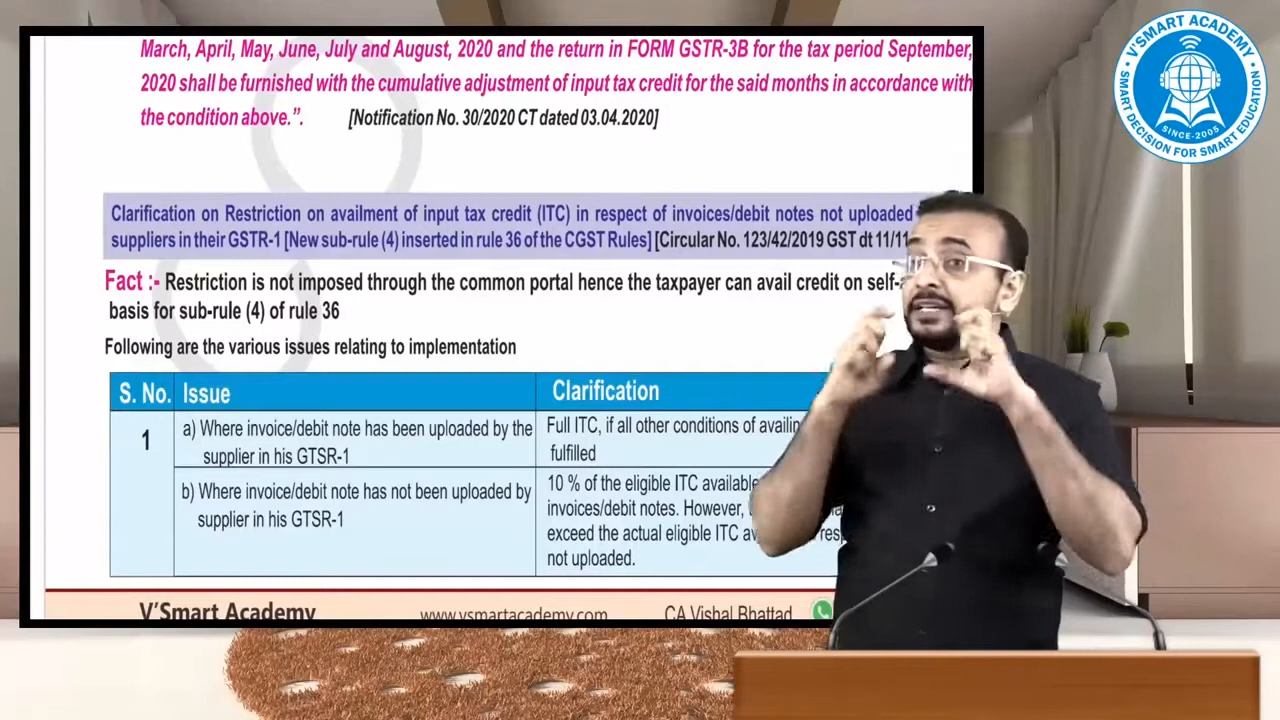 March, April, May, June, July and August, 2020 and the return in FORM GSTR-3B for the tax period September,
2020 shall be furnished with the cumulative adjustment of input tax credit for the said months in accordance with
the condition above.”. [Notification No. 30/2020 CT dated 03.04.2020]
Clarification on Restriction on availment of input tax credit (ITC) in respect of invoices/debit notes not uploaded
suppliers in their GSTR-1 [New sub-rule (4) inserted in rule 36 of the CGST Rules] [Circular No. 123/42/2019 GST dt 11/11
Fact :- Restriction is not imposed through the common portal hence the taxpayer can avail credit on self-
basis for sub-rule (4) of rule 36
Following are the various issues relating to implementation
S. No. Issue Clarification
1
a) Where invoice/debit note has been uploaded by the
supplier in his GTSR-1
Full ITC, if all other conditions of
fulfilled
b) Where invoice/debit note has not been uploaded by
supplier in his GTSR-1
10 % of the eligible ITC available
invoices/debit notes. However,
exceed the actual eligible ITC
not uploaded.
V'Smart Academy www.vsmartacademy.com CA Vishal Bhattad
V'SMART ACADEMY
SINCE-2005
SMART DECISION FOR SMART EDUCATION